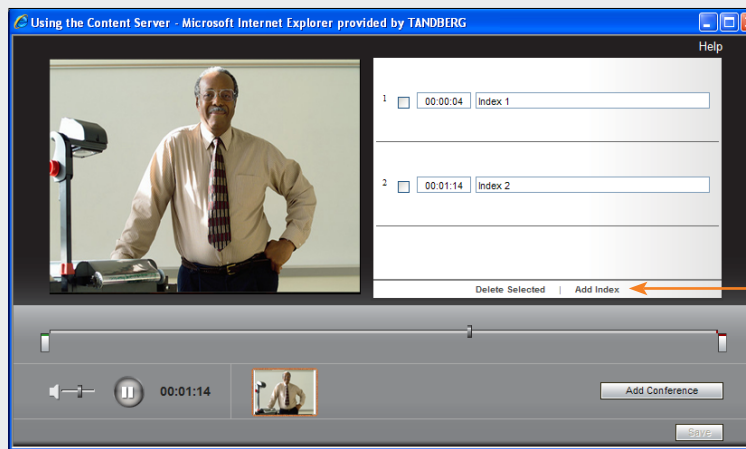 Using the Content Server - Microsoft Internet Explorer provided by TANDBERG
Help
1 00:00:04 Index 1
2 00:01:14 Index 2
Delete Selected | Add Index
00:01:14
Add Conference
Save